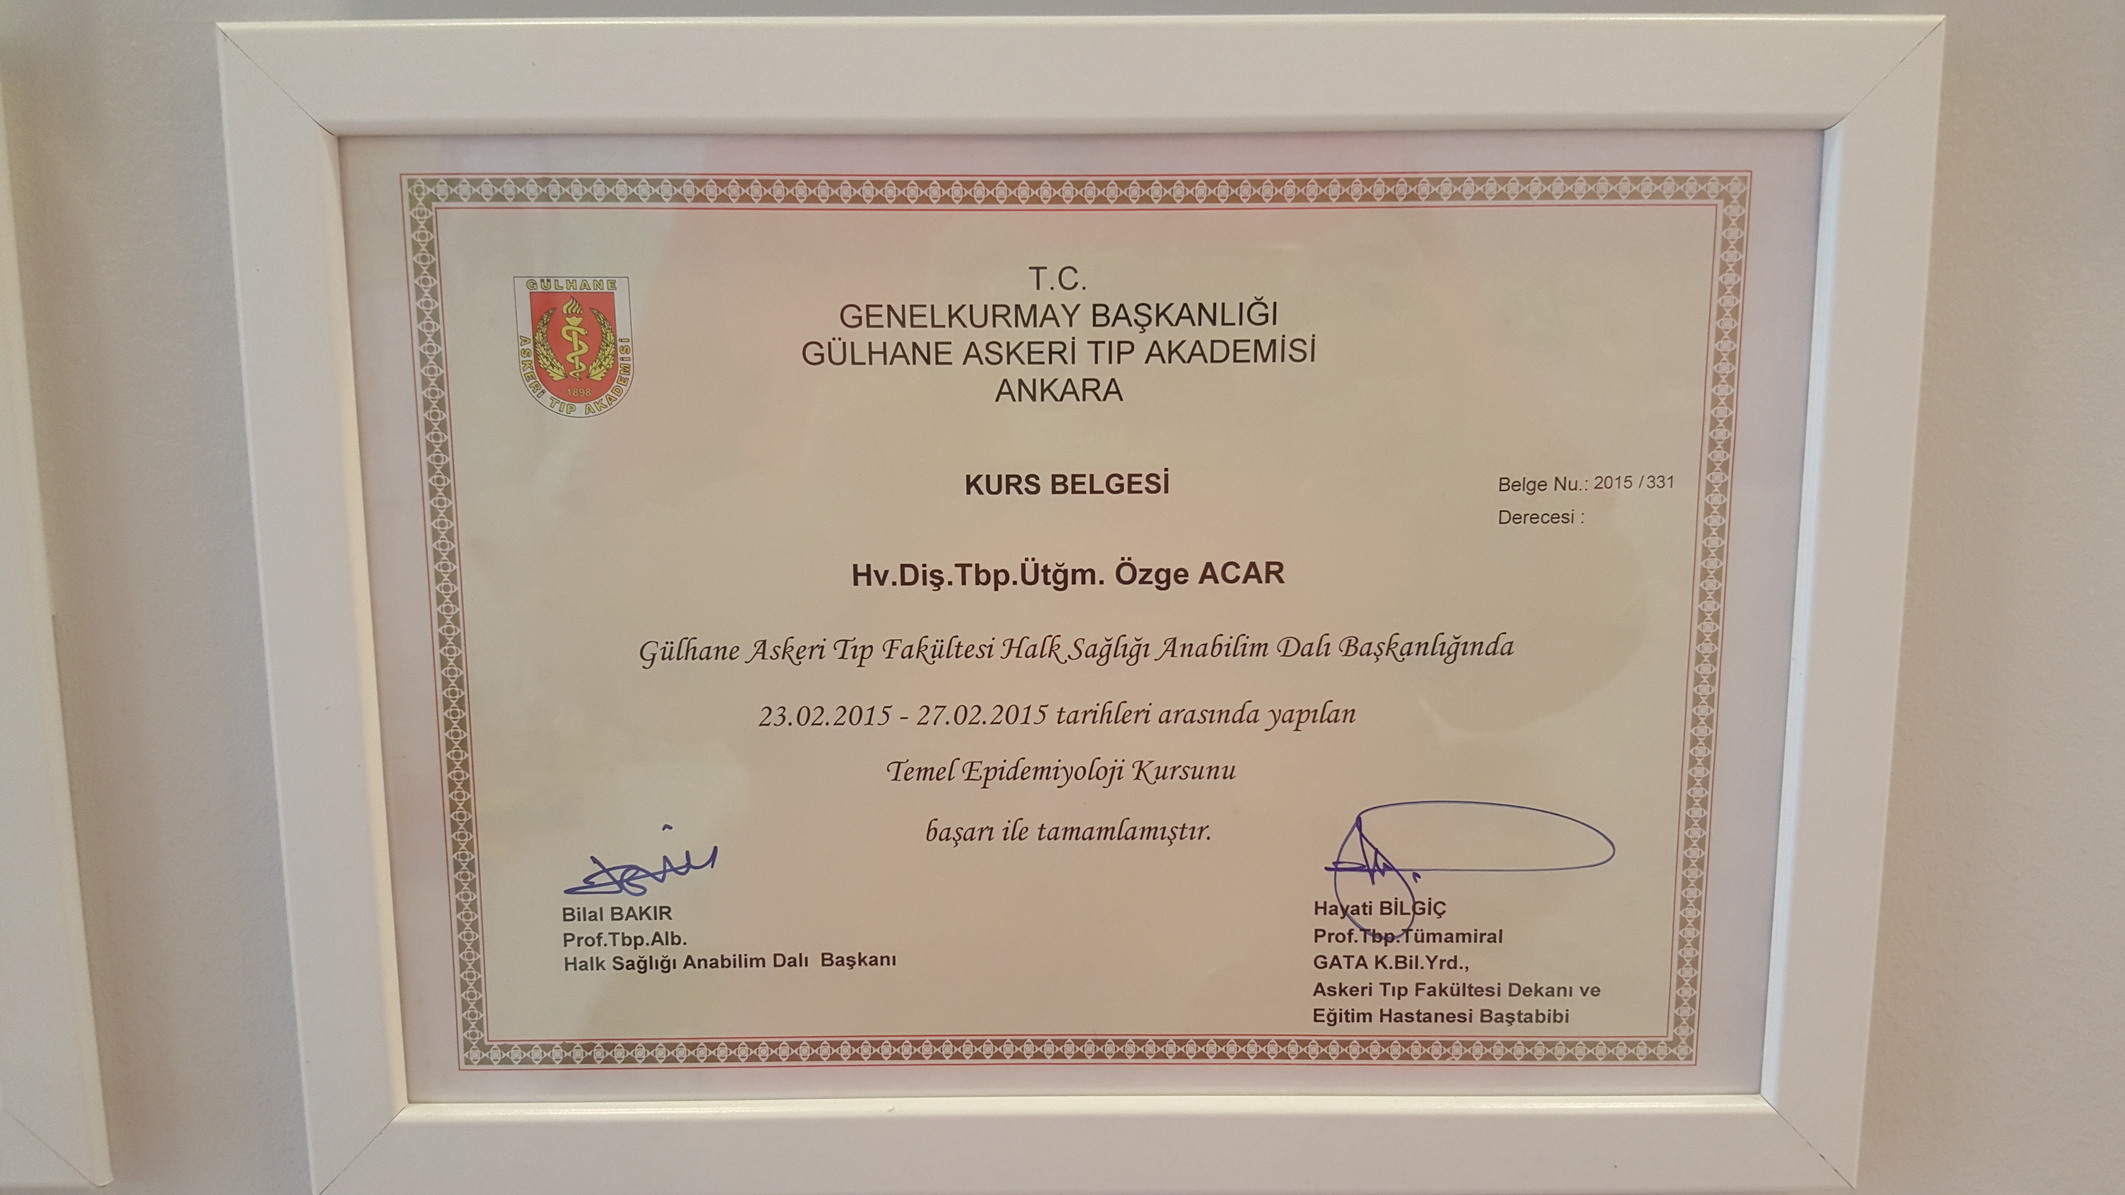 GÜLHANE
ASKERİ TIP AKADEMİSİ
1898
T.C.
GENELKURMAY BAŞKANLIĞI
GÜLHANE ASKERİ TIP AKADEMİSİ
ANKARA
KURS BELGESİ
Belge Nu.: 2015 /331
Derecesi :
Hv.Diş.Tbp.Ütğm. Özge ACAR
Gülhane Askeri Tıp Fakültesi Halk Sağlığı Anabilim Dalı Başkanlığında
23.02.2015 - 27.02.2015 tarihleri arasında yapılan
Temel Epidemiyoloji Kursunu
başarı ile tamamlamıştır.
Bilal BAKIR
Prof.Tbp.Alb.
Halk Sağlığı Anabilim Dalı Başkanı
Hayati BİLGİÇ
Prof.Tbp.Tümamiral
GATA K.Bil.Yrd.,
Askeri Tıp Fakültesi Dekanı ve
Eğitim Hastanesi Baştabibi